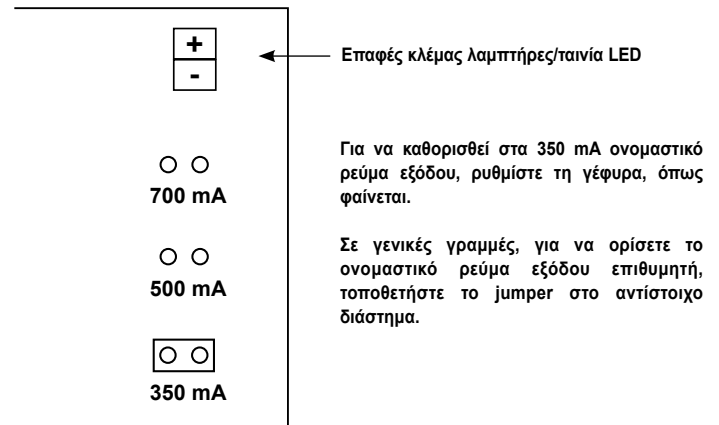 +
-
Επαφές κλέμας λαμπτήρες/ταινία LED
700 mA
500 mA
350 mA
Για να καθορισθεί στα 350 mA ονομαστικό
ρεύμα εξόδου, ρυθμίστε τη γέφυρα, όπως
φαίνεται.
Σε γενικές γραμμές, για να ορίσετε το
ονομαστικό ρεύμα εξόδου επιθυμητή,
τοποθετήστε το jumper στο αντίστοιχο
διάστημα.